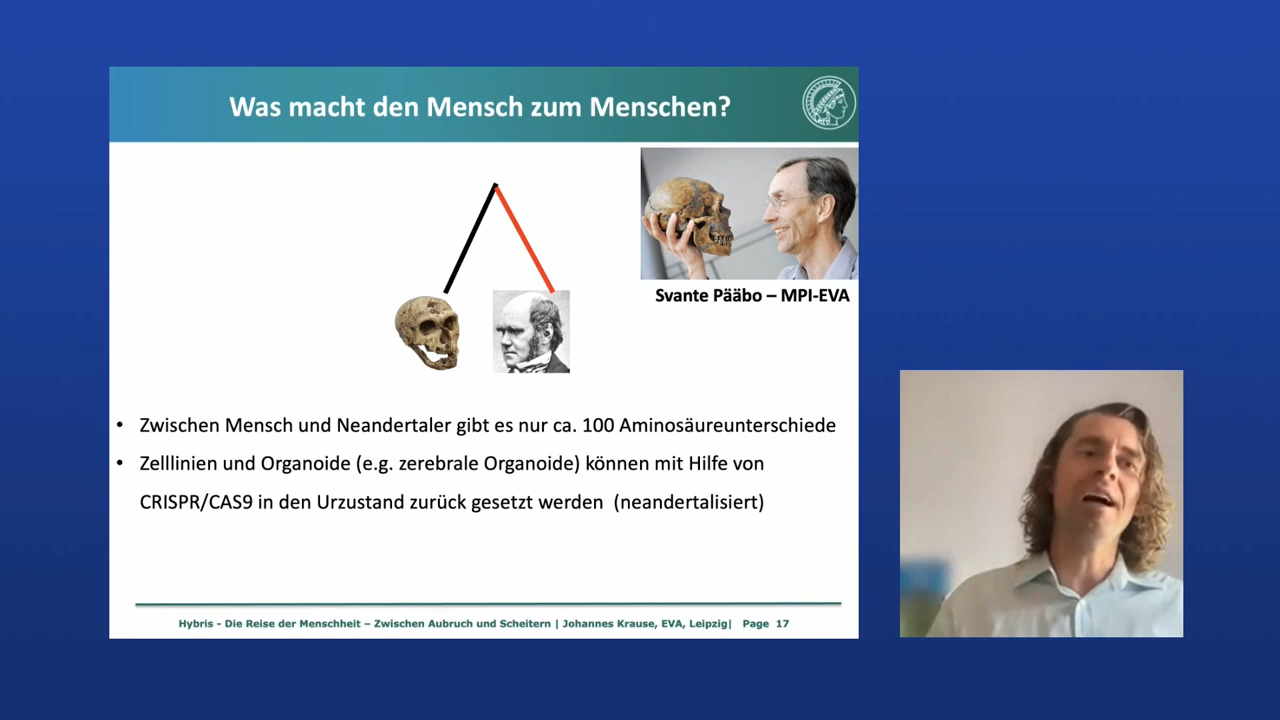 Was macht den Mensch zum Menschen?
Svante Pääbo – MPI-EVA
• Zwischen Mensch und Neandertaler gibt es nur ca. 100 Aminosäureunterschiede
• Zelllinien und Organoide (e.g. zerebrale Organoide) können mit Hilfe von
CRISPR/CAS9 in den Urzustand zurück gesetzt werden (neandertalisiert)
Hybris - Die Reise der Menschheit – Zwischen Aubruch und Scheitern | Johannes Krause, EVA, Leipzig| Page 17